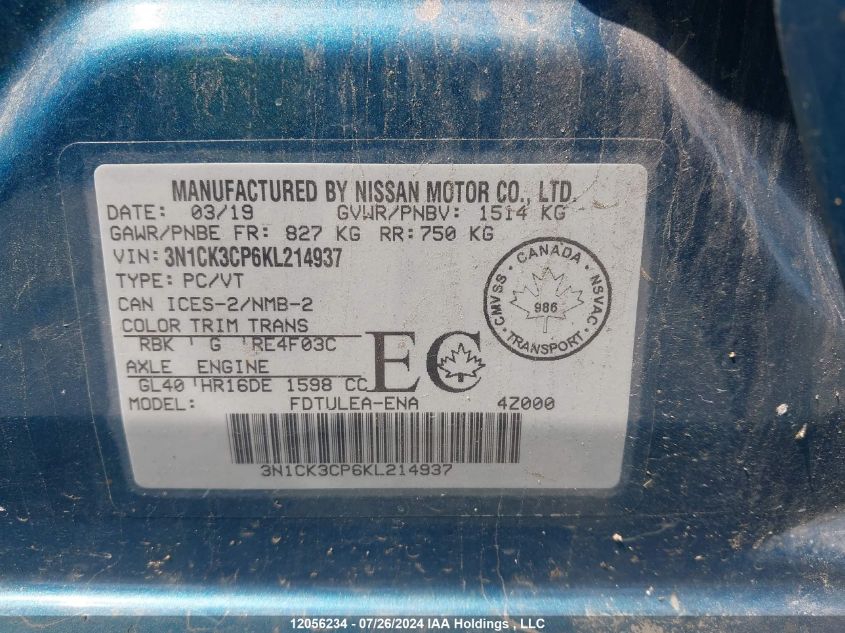 MANUFACTURED BY NISSAN MOTOR CO., LTD.
DATE: 03/19 GVWR/PNBV: 1514 KG
GAWR/PNBE FR: 827 KG RR: 750 KG
VIN: 3N1CK3CP6KL214937
TYPE: PC/VT
CAN ICES-2/NMB-2
COLOR TRIM TRANS
RBK ' G 'RE4F03C
AXLE ENGINE
GL40 'HR16DE 1598 CC
EC
CANADA
CMVSS
NSVAC
986
TRANSPORT
MODEL: FDTULEA-ENA 4Z000
3N1CK3CP6KL214937
12056234 - 07/26/2024 IAA Holdings , LLC